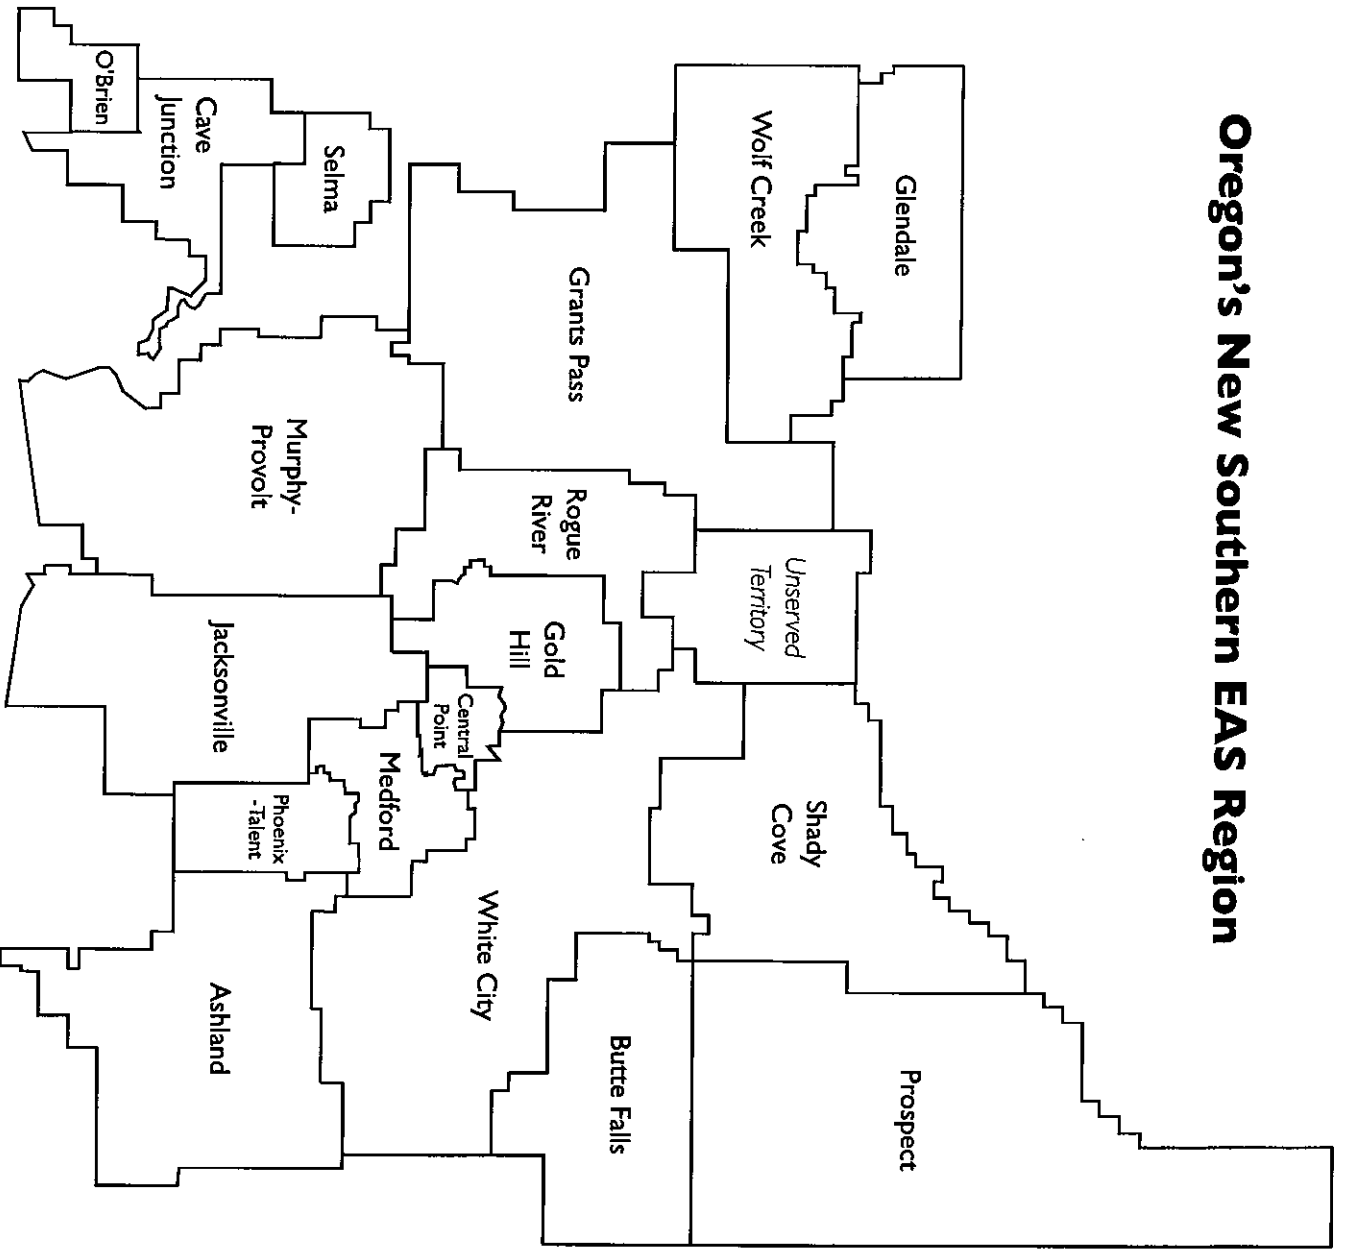 Oregon's New Southern EAS Region
Glendale
Wolf Creek
Unserved
Territory
Shady
Cove
Prospect
Grants Pass
Rogue
River
Gold
Hill
Butte Falls
Selma
Central
Point
White City
Medford
Cave
Junction
O'Brien
Murphy-
Provolt
Jacksonville
Phoenix
-Talent
Ashland